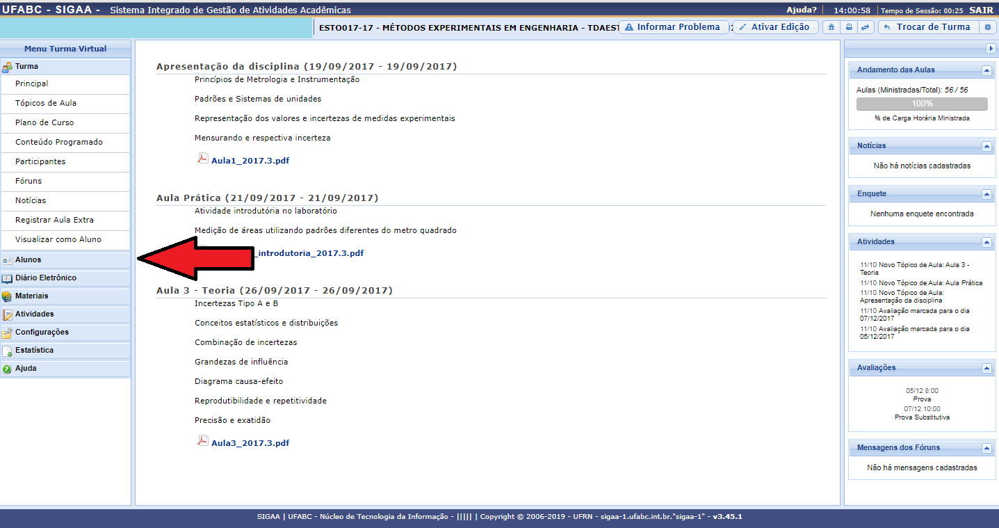 UFABC - SIGAA - Sistema Integrado de Gestão de Atividades Acadêmicas
Ajuda? 14:00:58 Tempo de Sessão: 00:25 SAIR
ESTO017-17 - MÉTODOS EXPERIMENTAIS EM ENGENHARIA - TDAEST
Informar Problema Ativar Edição Trocar de Turma
Menu Turma Virtual
Turma
Principal
Tópicos de Aula
Plano de Curso
Conteúdo Programado
Participantes
Fóruns
Notícias
Registrar Aula Extra
Visualizar como Aluno
Alunos
Diário Eletrônico
Materiais
Atividades
Configurações
Estatística
Ajuda
Apresentação da disciplina (19/09/2017 - 19/09/2017)
Princípios de Metrologia e Instrumentação
Padrões e Sistemas de unidades
Representação dos valores e incertezas de medidas experimentais
Mensurando e respectiva incerteza
Aula1_2017.3.pdf
Aula Prática (21/09/2017 - 21/09/2017)
Atividade introdutória no laboratório
Medição de áreas utilizando padrões diferentes do metro quadrado
_introdutoria_2017.3.pdf
Aula 3 - Teoria (26/09/2017 - 26/09/2017)
Incertezas Tipo A e B
Conceitos estatísticos e distribuições
Combinação de incertezas
Grandezas de influência
Diagrama causa-efeito
Reprodutibilidade e repetitividade
Precisão e exatidão
Aula3_2017.3.pdf
Andamento das Aulas
Aulas (Ministradas/Total): 56 / 56
100%
% de Carga Horária Ministrada
Notícias
Não há notícias cadastradas
Enquete
Nenhuma enquete encontrada
Atividades
11/10 Novo Tópico de Aula: Aula 3 -
Teoria
11/10 Novo Tópico de Aula: Aula Prática
11/10 Novo Tópico de Aula:
Apresentação da disciplina
11/10 Avaliação marcada para o dia
07/12/2017
11/10 Avaliação marcada para o dia
05/12/2017
Avaliações
05/12 8:00
Prova
07/12 10:00
Prova Substitutiva
Mensagens dos Fóruns
Não há mensagens cadastradas
SIGAA | UFABC - Núcleo de Tecnologia da Informação - ||||| | Copyright © 2006-2019 - UFRN - sigaa-1.ufabc.int.br."sigaa-1" - v3.45.1